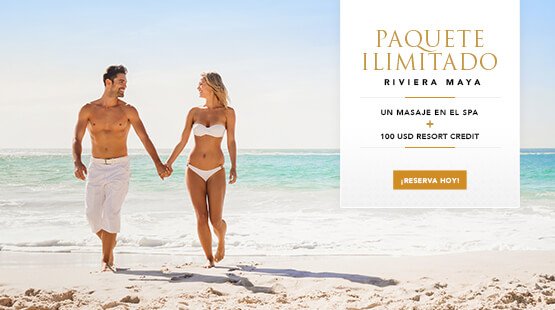 PAQUETE
ILIMITADO
RIVIERA MAYA
UN MASAJE EN EL SPA
+
100 USD RESORT CREDIT
¡RESERVA HOY!